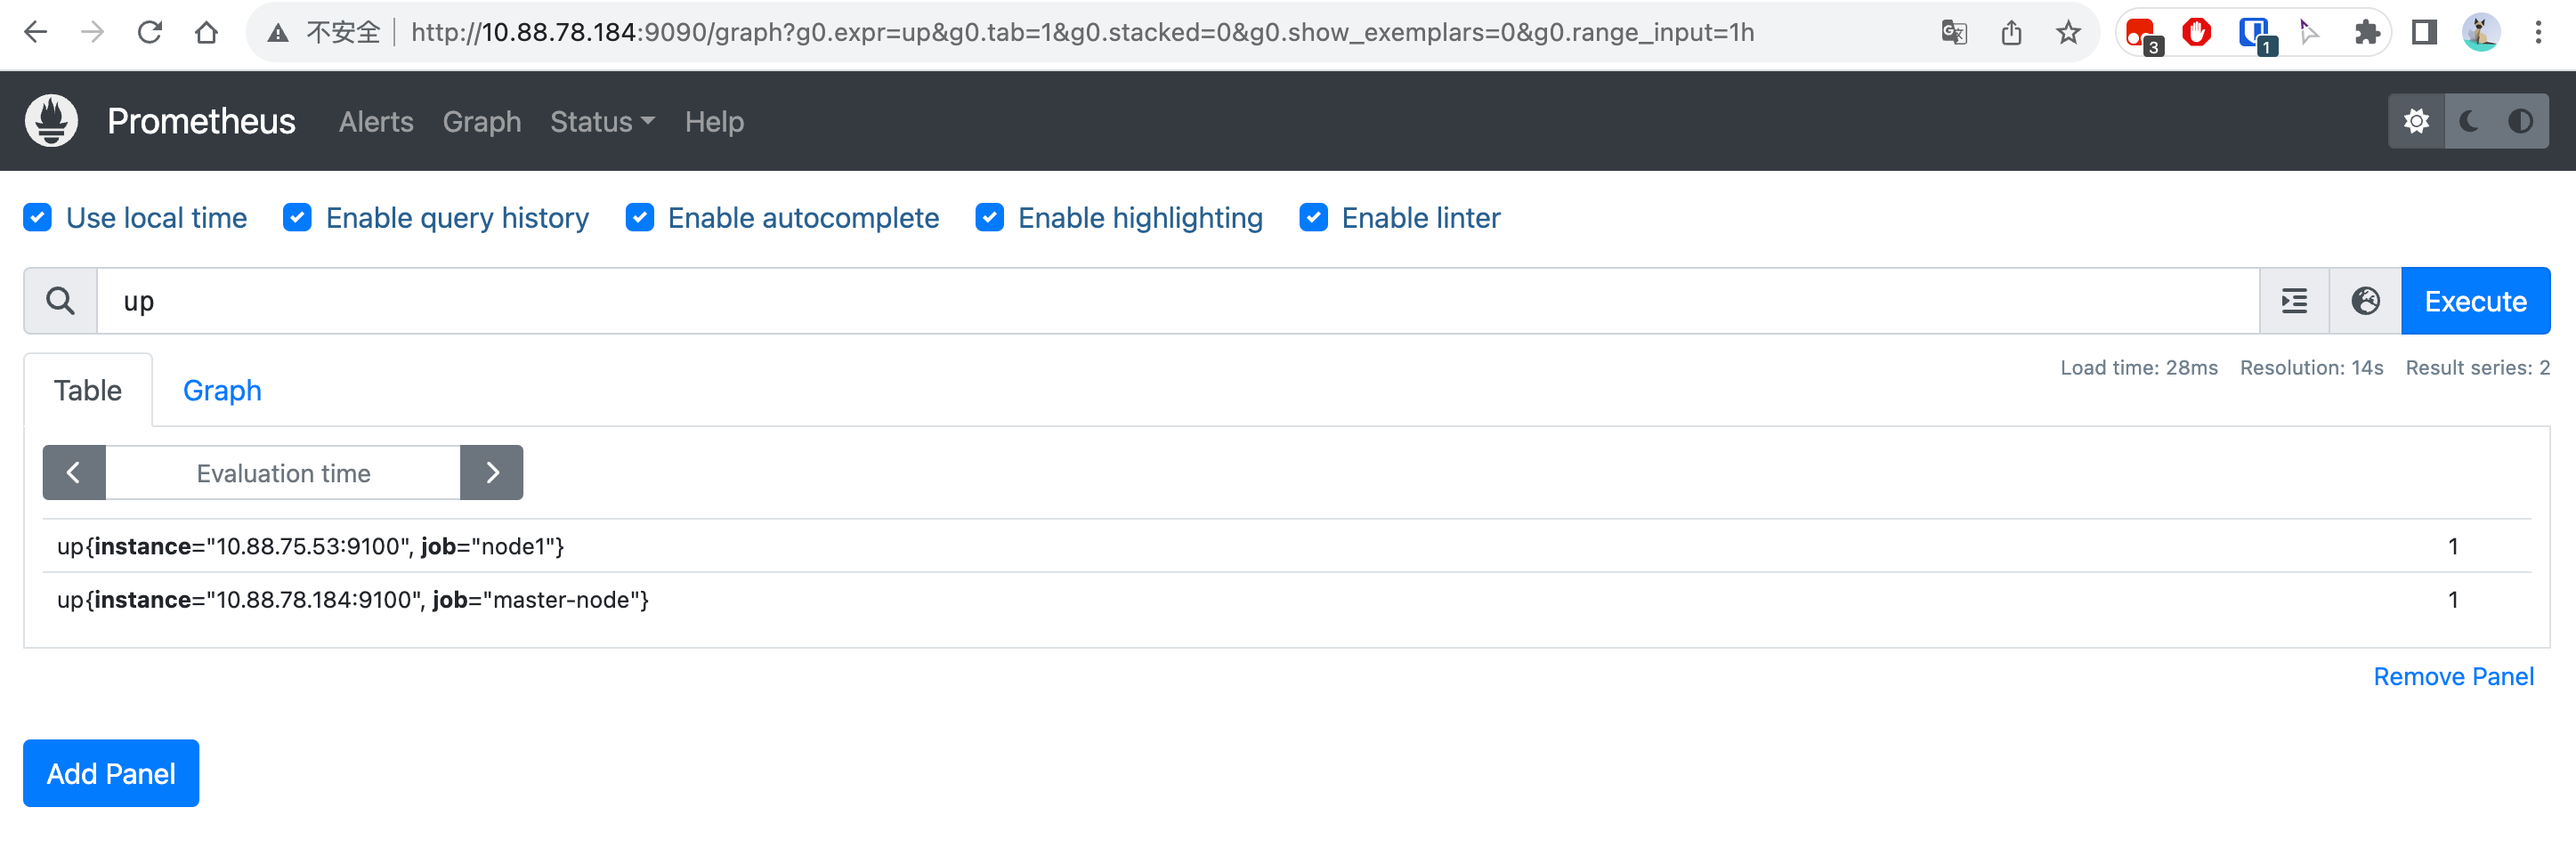 不安全 http://10.88.78.184:9090/graph?g0.expr=up&g0.tab=1&g0.stacked=0&g0.show_exemplars=0&g0.range_input=1h 3 1
Prometheus Alerts Graph Status Help
Use local time Enable query history Enable autocomplete Enable highlighting Enable linter
up Execute
Table Graph Load time: 28ms Resolution: 14s Result series: 2
Evaluation time
up{instance="10.88.75.53:9100", job="node1"} 1
up{instance="10.88.78.184:9100", job="master-node"} 1
Remove Panel
Add Panel